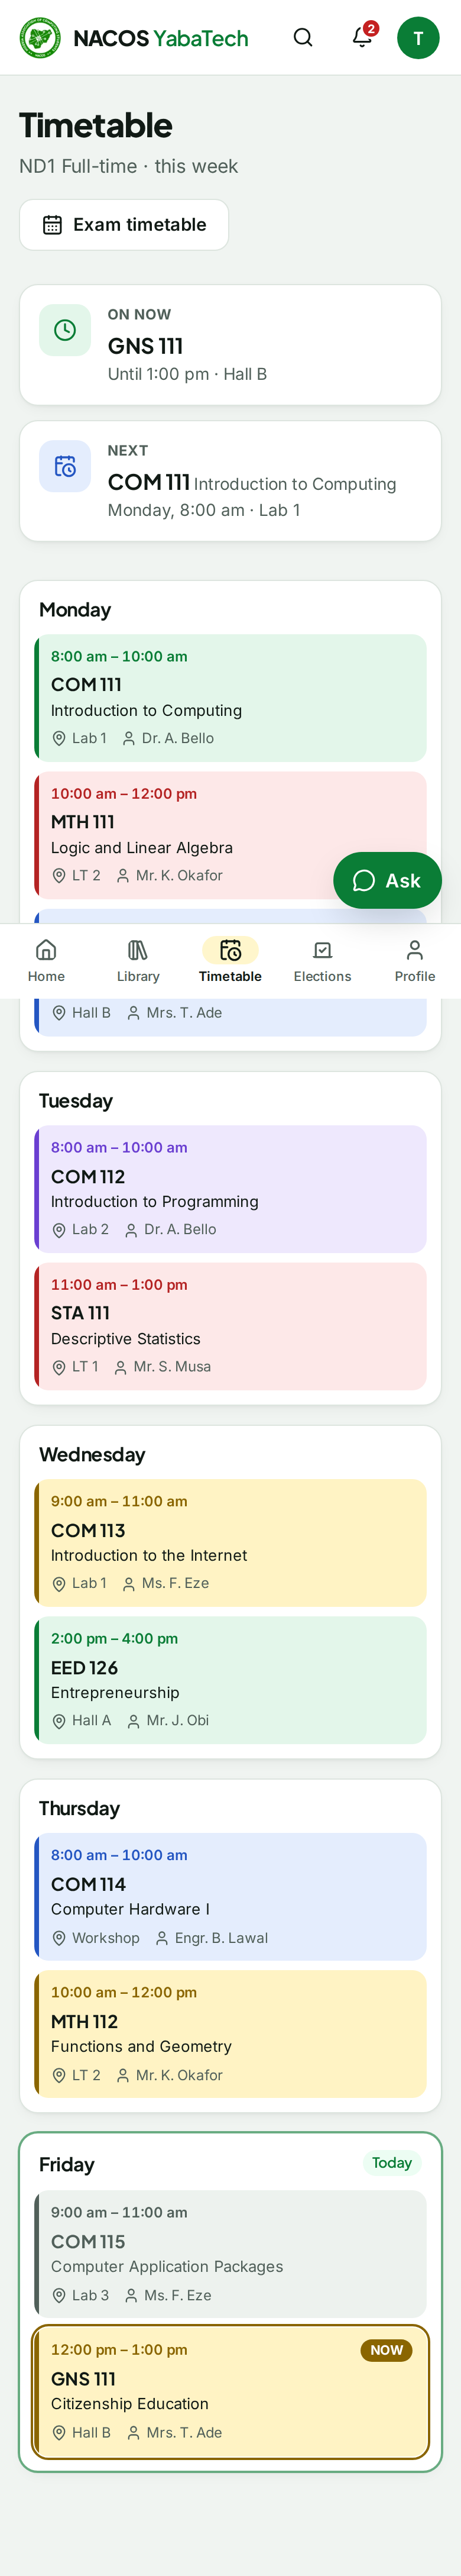 NACOS YabaTech
2
T
Timetable
ND1 Full-time · this week
Exam timetable
ON NOW
GNS 111
Until 1:00 pm · Hall B
NEXT
COM 111 Introduction to Computing
Monday, 8:00 am · Lab 1
Monday
8:00 am – 10:00 am
COM 111
Introduction to Computing
Lab 1 Dr. A. Bello
10:00 am – 12:00 pm
MTH 111
Logic and Linear Algebra
LT 2 Mr. K. Okafor
Ask
Home Library Timetable Elections Profile
Hall B Mrs. T. Ade
Tuesday
8:00 am – 10:00 am
COM 112
Introduction to Programming
Lab 2 Dr. A. Bello
11:00 am – 1:00 pm
STA 111
Descriptive Statistics
LT 1 Mr. S. Musa
Wednesday
9:00 am – 11:00 am
COM 113
Introduction to the Internet
Lab 1 Ms. F. Eze
2:00 pm – 4:00 pm
EED 126
Entrepreneurship
Hall A Mr. J. Obi
Thursday
8:00 am – 10:00 am
COM 114
Computer Hardware I
Workshop Engr. B. Lawal
10:00 am – 12:00 pm
MTH 112
Functions and Geometry
LT 2 Mr. K. Okafor
Friday Today
9:00 am – 11:00 am
COM 115
Computer Application Packages
Lab 3 Ms. F. Eze
12:00 pm – 1:00 pm NOW
GNS 111
Citizenship Education
Hall B Mrs. T. Ade